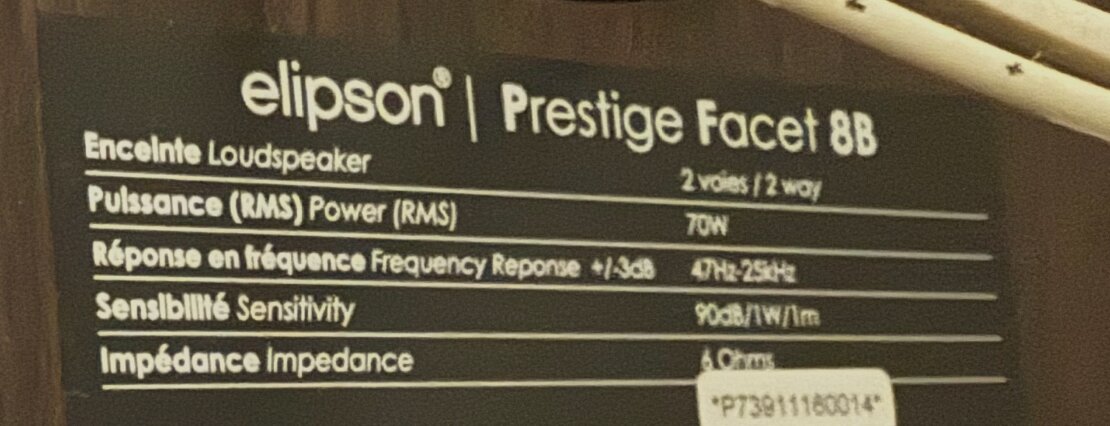 elipson® | Prestige Facet 8B
Enceinte Loudspeaker 2 voies / 2 way
Puissance (RMS) Power (RMS) 70W
Réponse en fréquence Frequency Reponse +/-3dB 47Hz-25kHz
Sensibilité Sensitivity 90dB/1W/1m
Impédance Impedance 6 Ohms
*P73911160014*